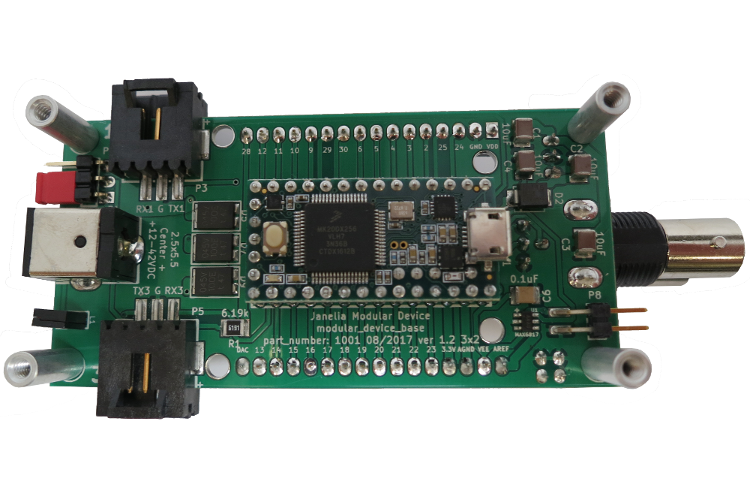 28 12 11 10 9 29 30 6 5 4 3 2 25 24 GND VDD
P3
RX1 G TX1
2.5x5.5
Center +
+12-42VDC
TX3 G RX3
P5
6.19k
6191
R1
C4
C2
10uF
D2
C3
10uF
0.1uF
P8
Janelia Modular Device
modular_device_base
part_number: 1001 08/2017 ver 1.2 3x2
DAC 13 14 15 16 17 18 19 20 21 22 23 3.3V AGND VEE AREF